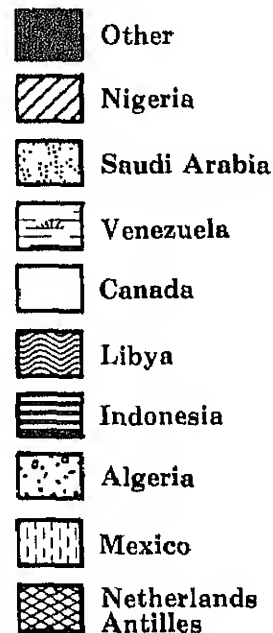 Other
Nigeria
Saudi Arabia
Venezuela
Canada
Libya
Indonesia
Algeria
Mexico
Netherlands
Antilles